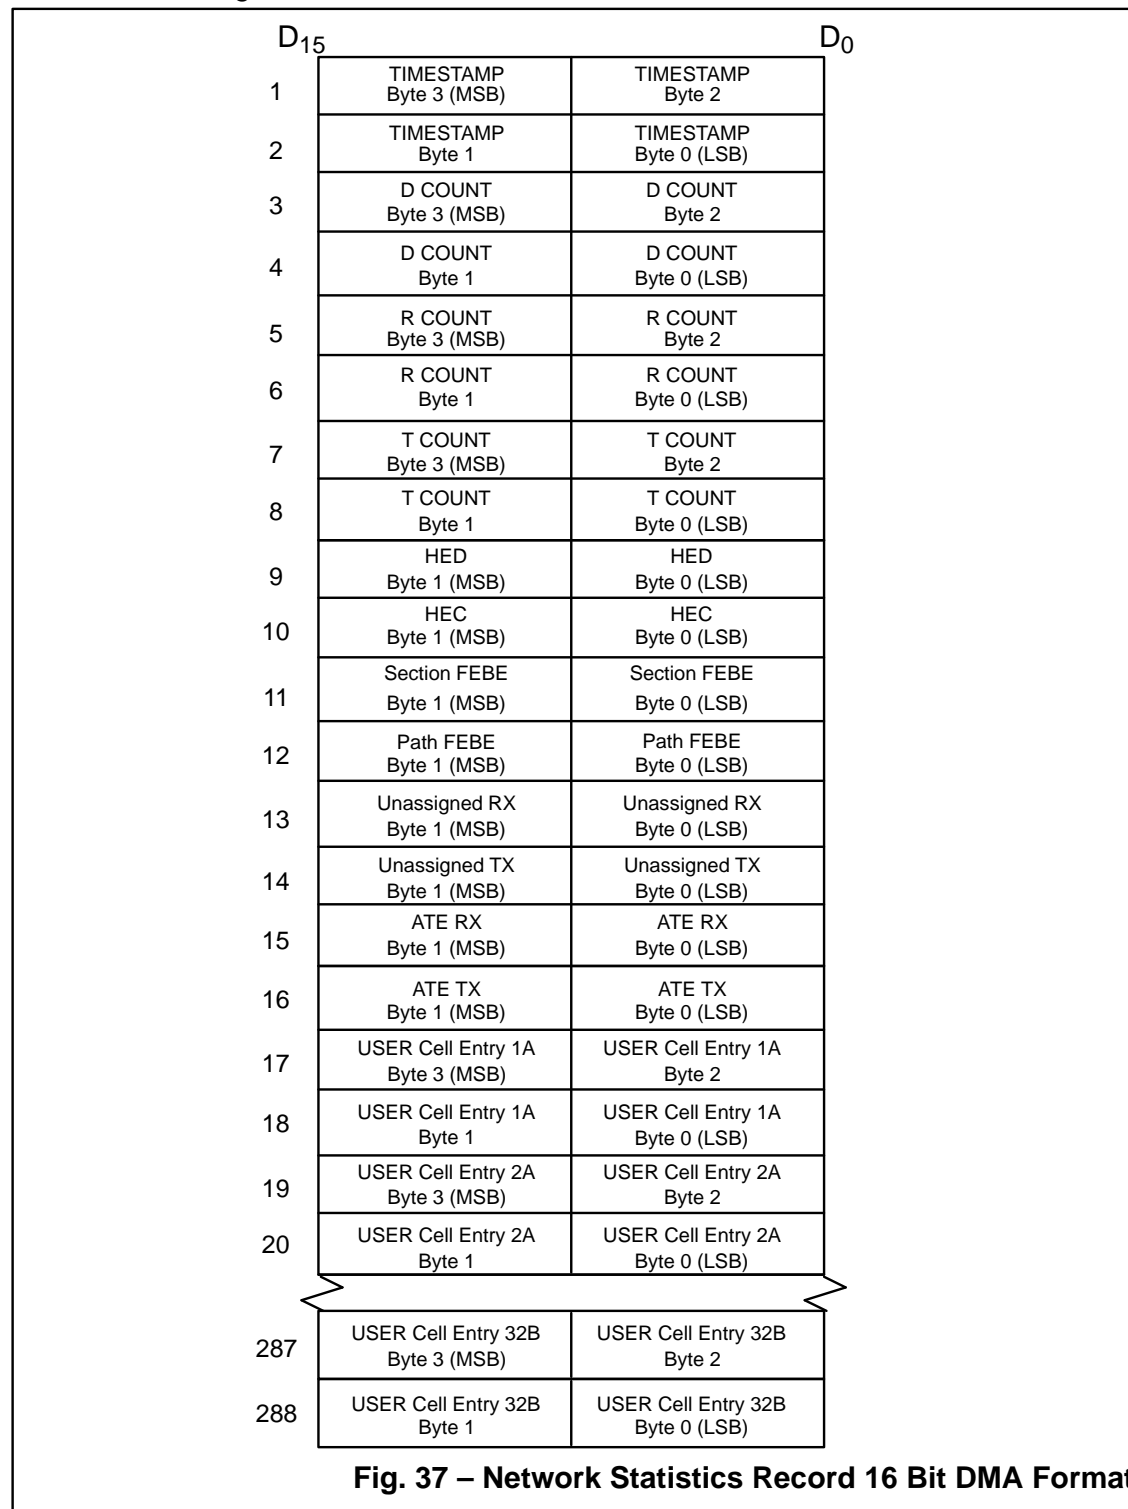 D15 D0
1 TIMESTAMP Byte 3 (MSB) TIMESTAMP Byte 2
2 TIMESTAMP Byte 1 TIMESTAMP Byte 0 (LSB)
3 D COUNT Byte 3 (MSB) D COUNT Byte 2
4 D COUNT Byte 1 D COUNT Byte 0 (LSB)
5 R COUNT Byte 3 (MSB) R COUNT Byte 2
6 R COUNT Byte 1 R COUNT Byte 0 (LSB)
7 T COUNT Byte 3 (MSB) T COUNT Byte 2
8 T COUNT Byte 1 T COUNT Byte 0 (LSB)
9 HED Byte 1 (MSB) HED Byte 0 (LSB)
10 HEC Byte 1 (MSB) HEC Byte 0 (LSB)
11 Section FEBE Byte 1 (MSB) Section FEBE Byte 0 (LSB)
12 Path FEBE Byte 1 (MSB) Path FEBE Byte 0 (LSB)
13 Unassigned RX Byte 1 (MSB) Unassigned RX Byte 0 (LSB)
14 Unassigned TX Byte 1 (MSB) Unassigned TX Byte 0 (LSB)
15 ATE RX Byte 1 (MSB) ATE RX Byte 0 (LSB)
16 ATE TX Byte 1 (MSB) ATE TX Byte 0 (LSB)
17 USER Cell Entry 1A Byte 3 (MSB) USER Cell Entry 1A Byte 2
18 USER Cell Entry 1A Byte 1 USER Cell Entry 1A Byte 0 (LSB)
19 USER Cell Entry 2A Byte 3 (MSB) USER Cell Entry 2A Byte 2
20 USER Cell Entry 2A Byte 1 USER Cell Entry 2A Byte 0 (LSB)
287 USER Cell Entry 32B Byte 3 (MSB) USER Cell Entry 32B Byte 2
288 USER Cell Entry 32B Byte 1 USER Cell Entry 32B Byte 0 (LSB)
Fig. 37 – Network Statistics Record 16 Bit DMA Format